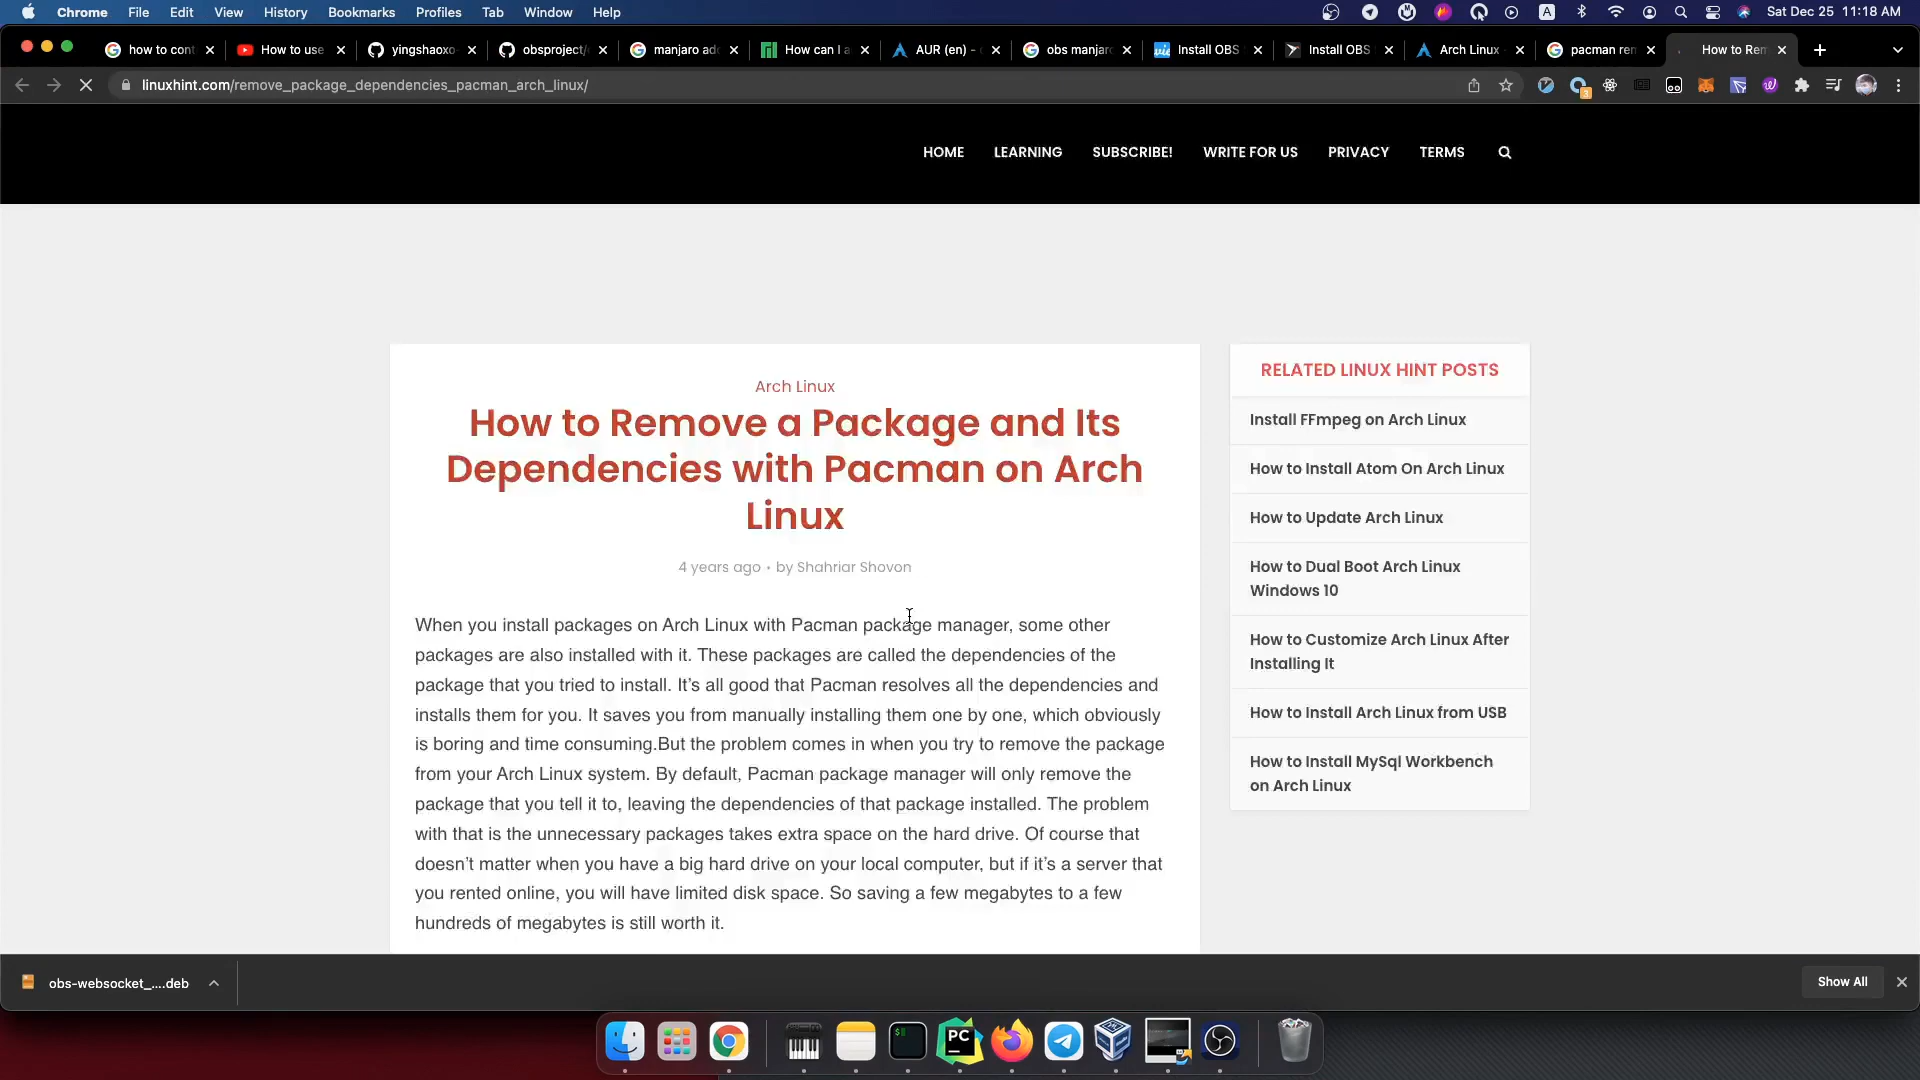 Chrome File Edit View History Bookmarks Profiles Tab Window Help Sat Dec 25 11:18 AM
how to cont How to use yingshaoxo obsproject/ manjaro ad How can I a AUR (en) - obs manjar Install OBS Install OBS Arch Linux pacman rem How to Rem
linuxhint.com/remove_package_dependencies_pacman_arch_linux/
HOME LEARNING SUBSCRIBE! WRITE FOR US PRIVACY TERMS
Arch Linux
How to Remove a Package and Its
Dependencies with Pacman on Arch
Linux
4 years ago • by Shahriar Shovon
When you install packages on Arch Linux with Pacman package manager, some other
packages are also installed with it. These packages are called the dependencies of the
package that you tried to install. It’s all good that Pacman resolves all the dependencies and
installs them for you. It saves you from manually installing them one by one, which obviously
is boring and time consuming.But the problem comes in when you try to remove the package
from your Arch Linux system. By default, Pacman package manager will only remove the
package that you tell it to, leaving the dependencies of that package installed. The problem
with that is the unnecessary packages takes extra space on the hard drive. Of course that
doesn’t matter when you have a big hard drive on your local computer, but if it’s a server that
you rented online, you will have limited disk space. So saving a few megabytes to a few
hundreds of megabytes is still worth it.
RELATED LINUX HINT POSTS
Install FFmpeg on Arch Linux
How to Install Atom On Arch Linux
How to Update Arch Linux
How to Dual Boot Arch Linux
Windows 10
How to Customize Arch Linux After
Installing It
How to Install Arch Linux from USB
How to Install MySql Workbench
on Arch Linux
obs-websocket_....deb
Show All
PC